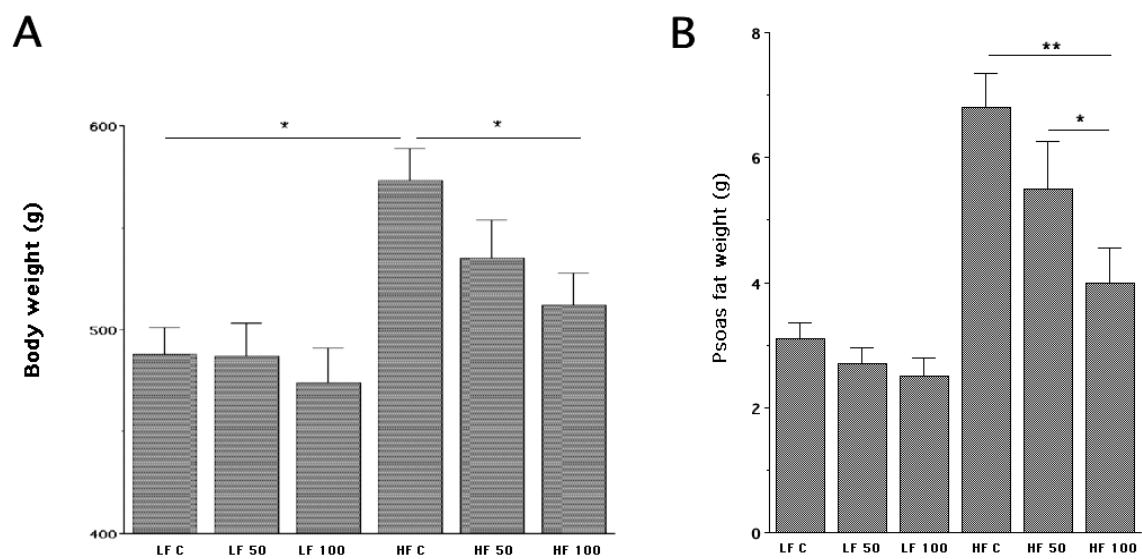 A
Body weight (g)
600
500
400
*
*
LF C
LF 50
LF 100
HF C
HF 50
HF 100
B
Psoas fat weight (g)
8
6
4
2
0
**
*
LF C
LF 50
LF 100
HF C
HF 50
HF 100